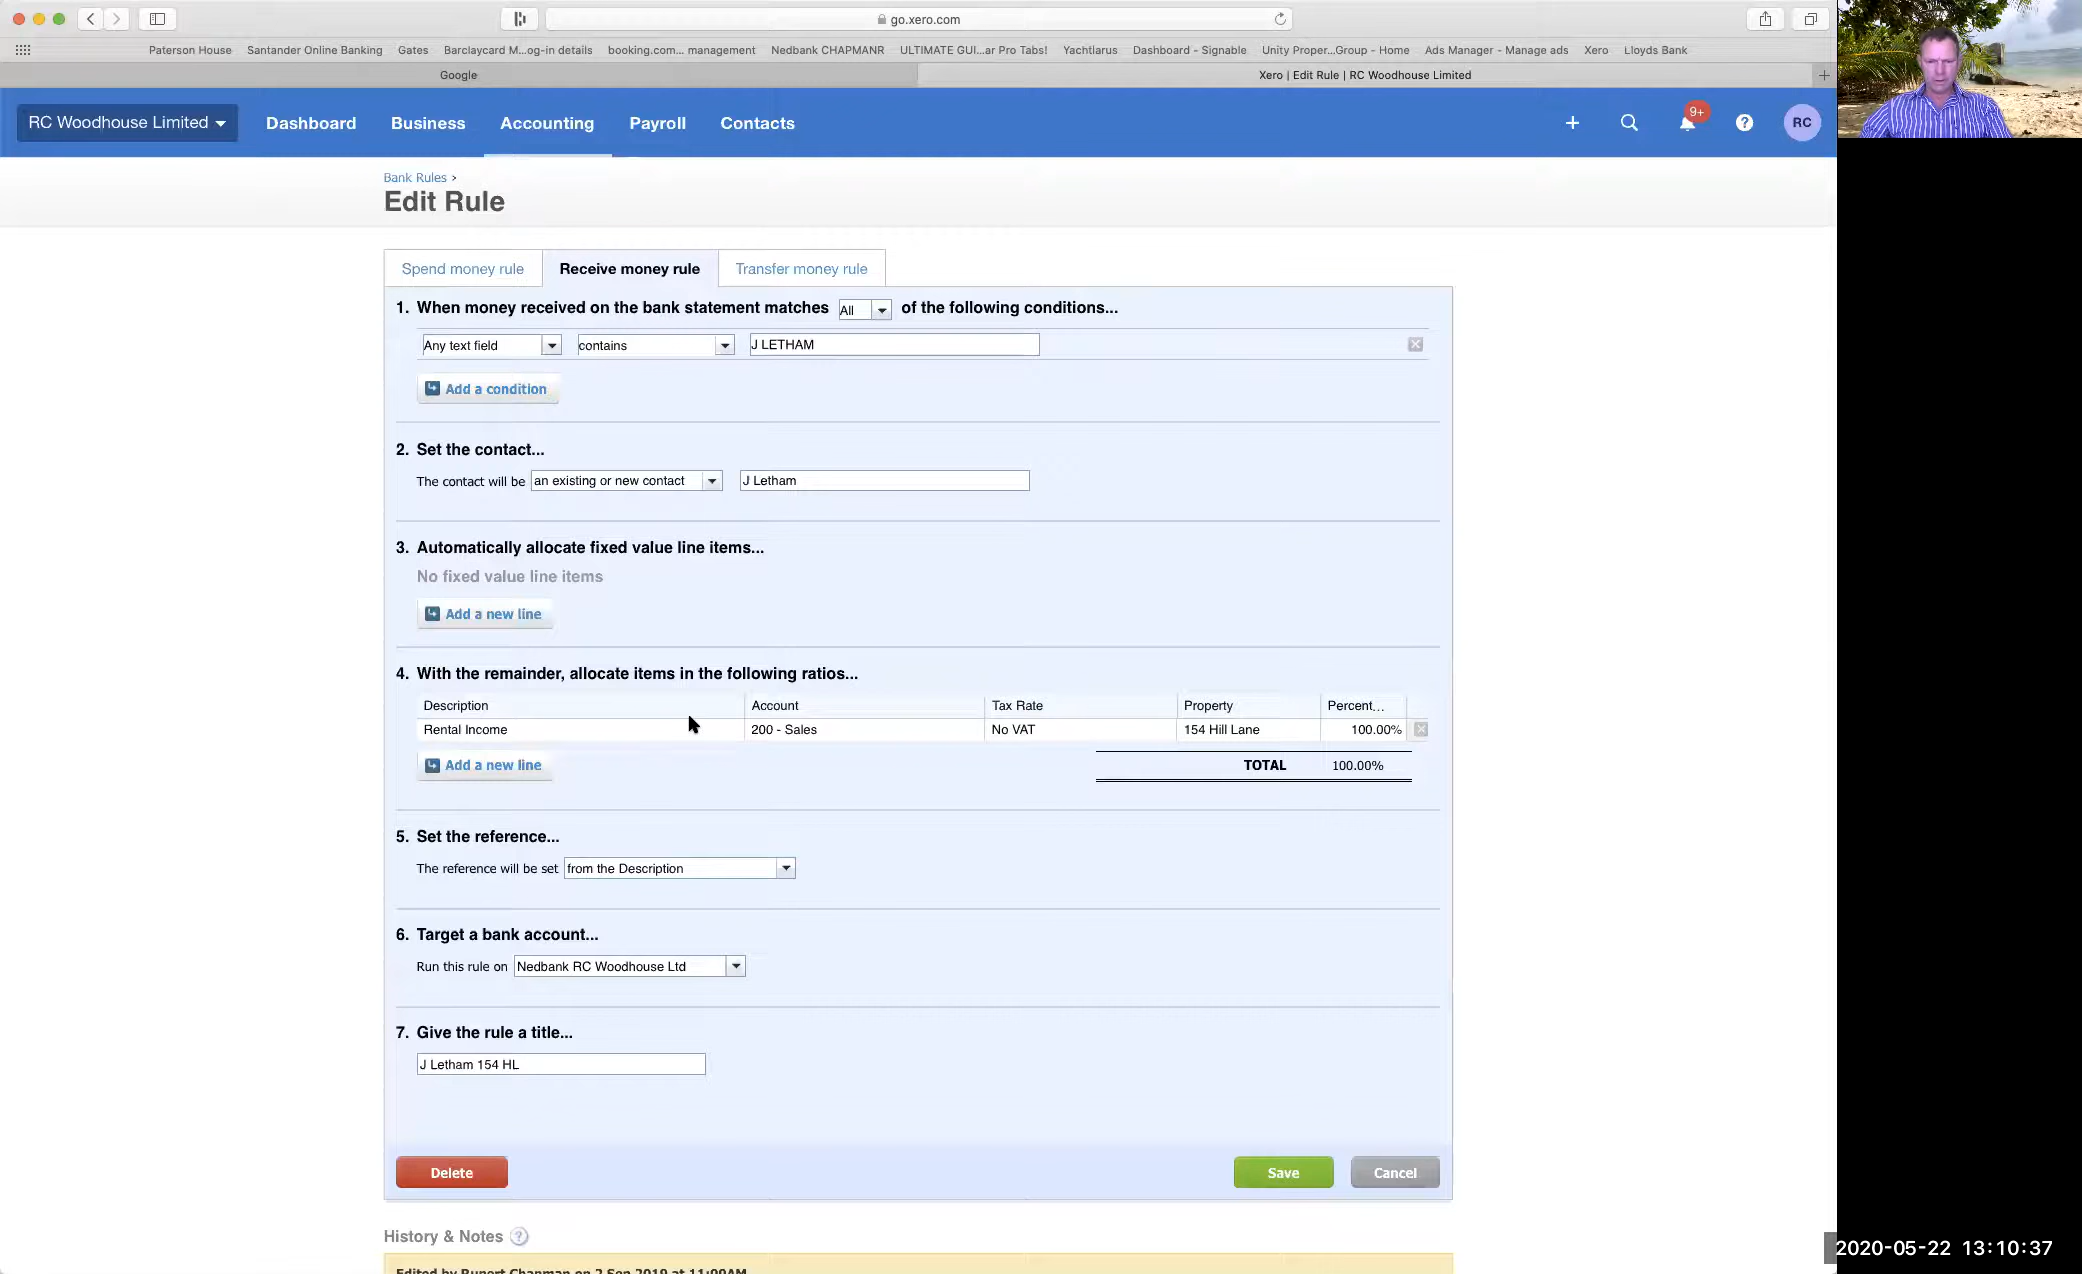 go.xero.com
Paterson House Santander Online Banking Gates Barclaycard M...og-in details booking.com... management Nedbank CHAPMANR ULTIMATE GUI...ar Pro Tabs! Yachtiarus Dashboard - Signable Unity Proper...Group - Home Ads Manager - Manage ads Xero Lloyds Bank
Google Xero | Edit Rule | RC Woodhouse Limited
RC Woodhouse Limited Dashboard Business Accounting Payroll Contacts 9+ ? RC
Bank Rules ›
Edit Rule
Spend money rule Receive money rule Transfer money rule
1. When money received on the bank statement matches All of the following conditions...
Any text field contains J LETHAM
Add a condition
2. Set the contact...
The contact will be an existing or new contact J Letham
3. Automatically allocate fixed value line items...
No fixed value line items
Add a new line
4. With the remainder, allocate items in the following ratios...
Description Account Tax Rate Property Percent...
Rental Income 200 - Sales No VAT 154 Hill Lane 100.00%
Add a new line TOTAL 100.00%
5. Set the reference...
The reference will be set from the Description
6. Target a bank account...
Run this rule on Nedbank RC Woodhouse Ltd
7. Give the rule a title...
J Letham 154 HL
Delete Save Cancel
History & Notes ?
Edited by Rupert Chapman on 2 Sep 2019 at 11:00AM
2020-05-22 13:10:37